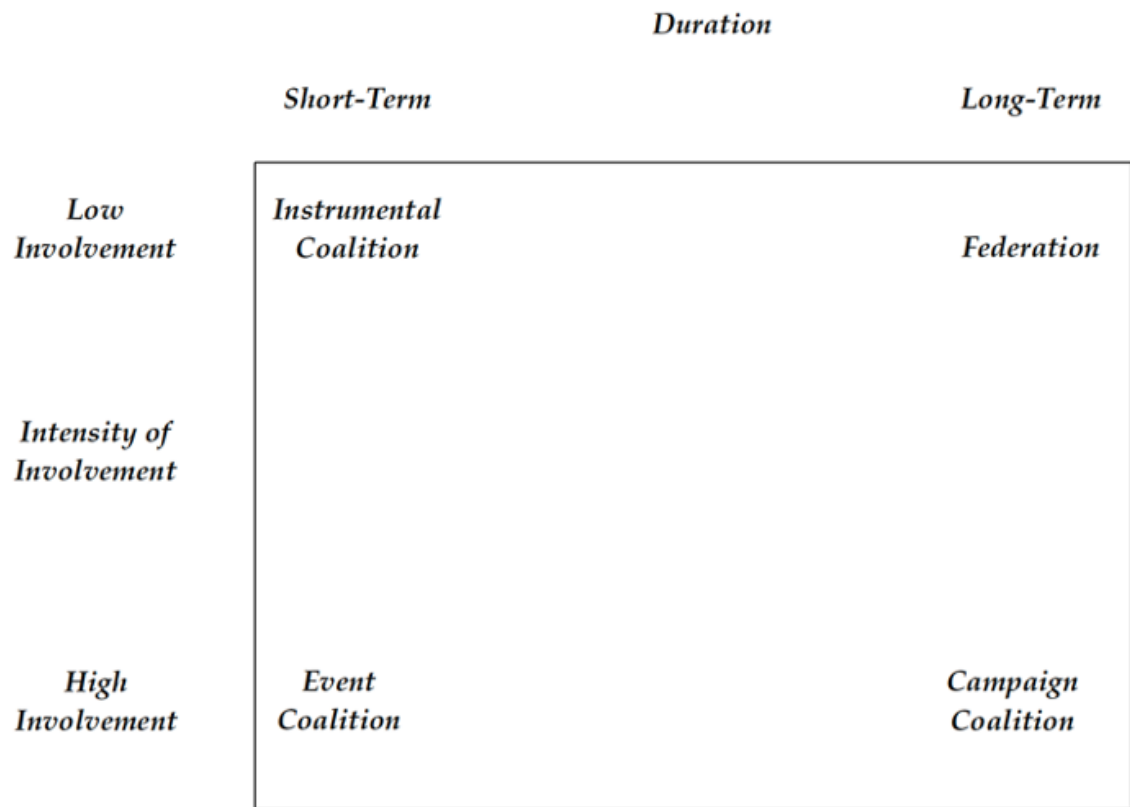 Duration
Short-Term
Long-Term
Low
Involvement
Instrumental
Coalition
Federation
Intensity of
Involvement
High
Involvement
Event
Coalition
Campaign
Coalition